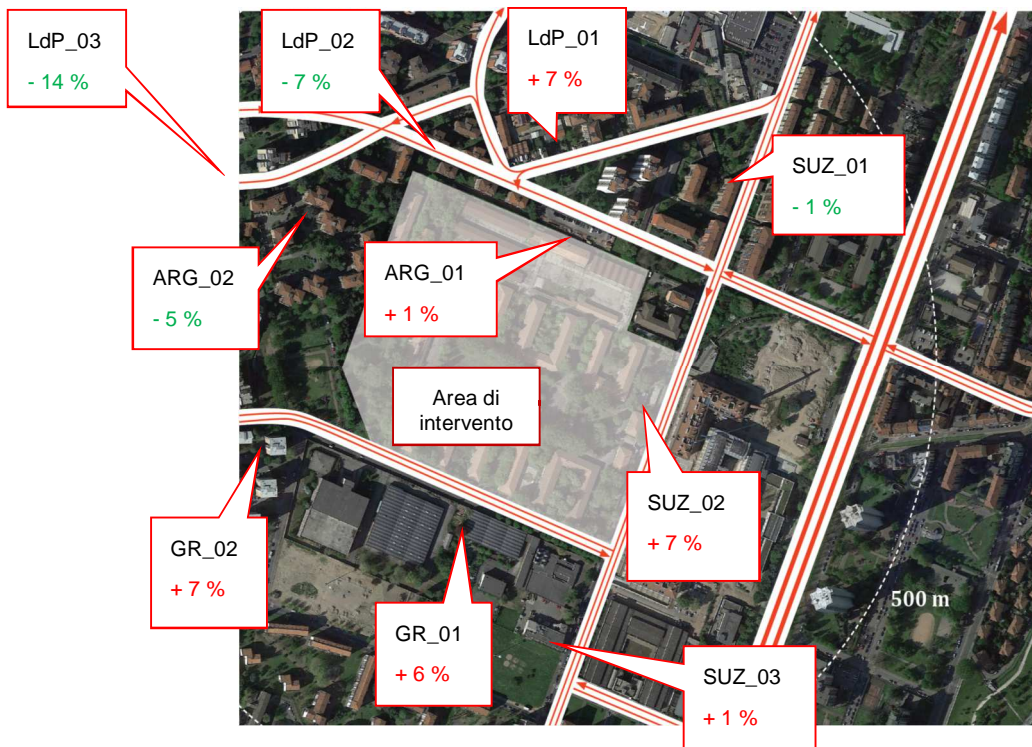 LdP_03
- 14 %
LdP_02
- 7 %
LdP_01
+ 7 %
SUZ_01
- 1 %
ARG_02
- 5 %
ARG_01
+ 1 %
Area di
intervento
SUZ_02
+ 7 %
GR_02
+ 7 %
GR_01
+ 6 %
SUZ_03
+ 1 %
500 m